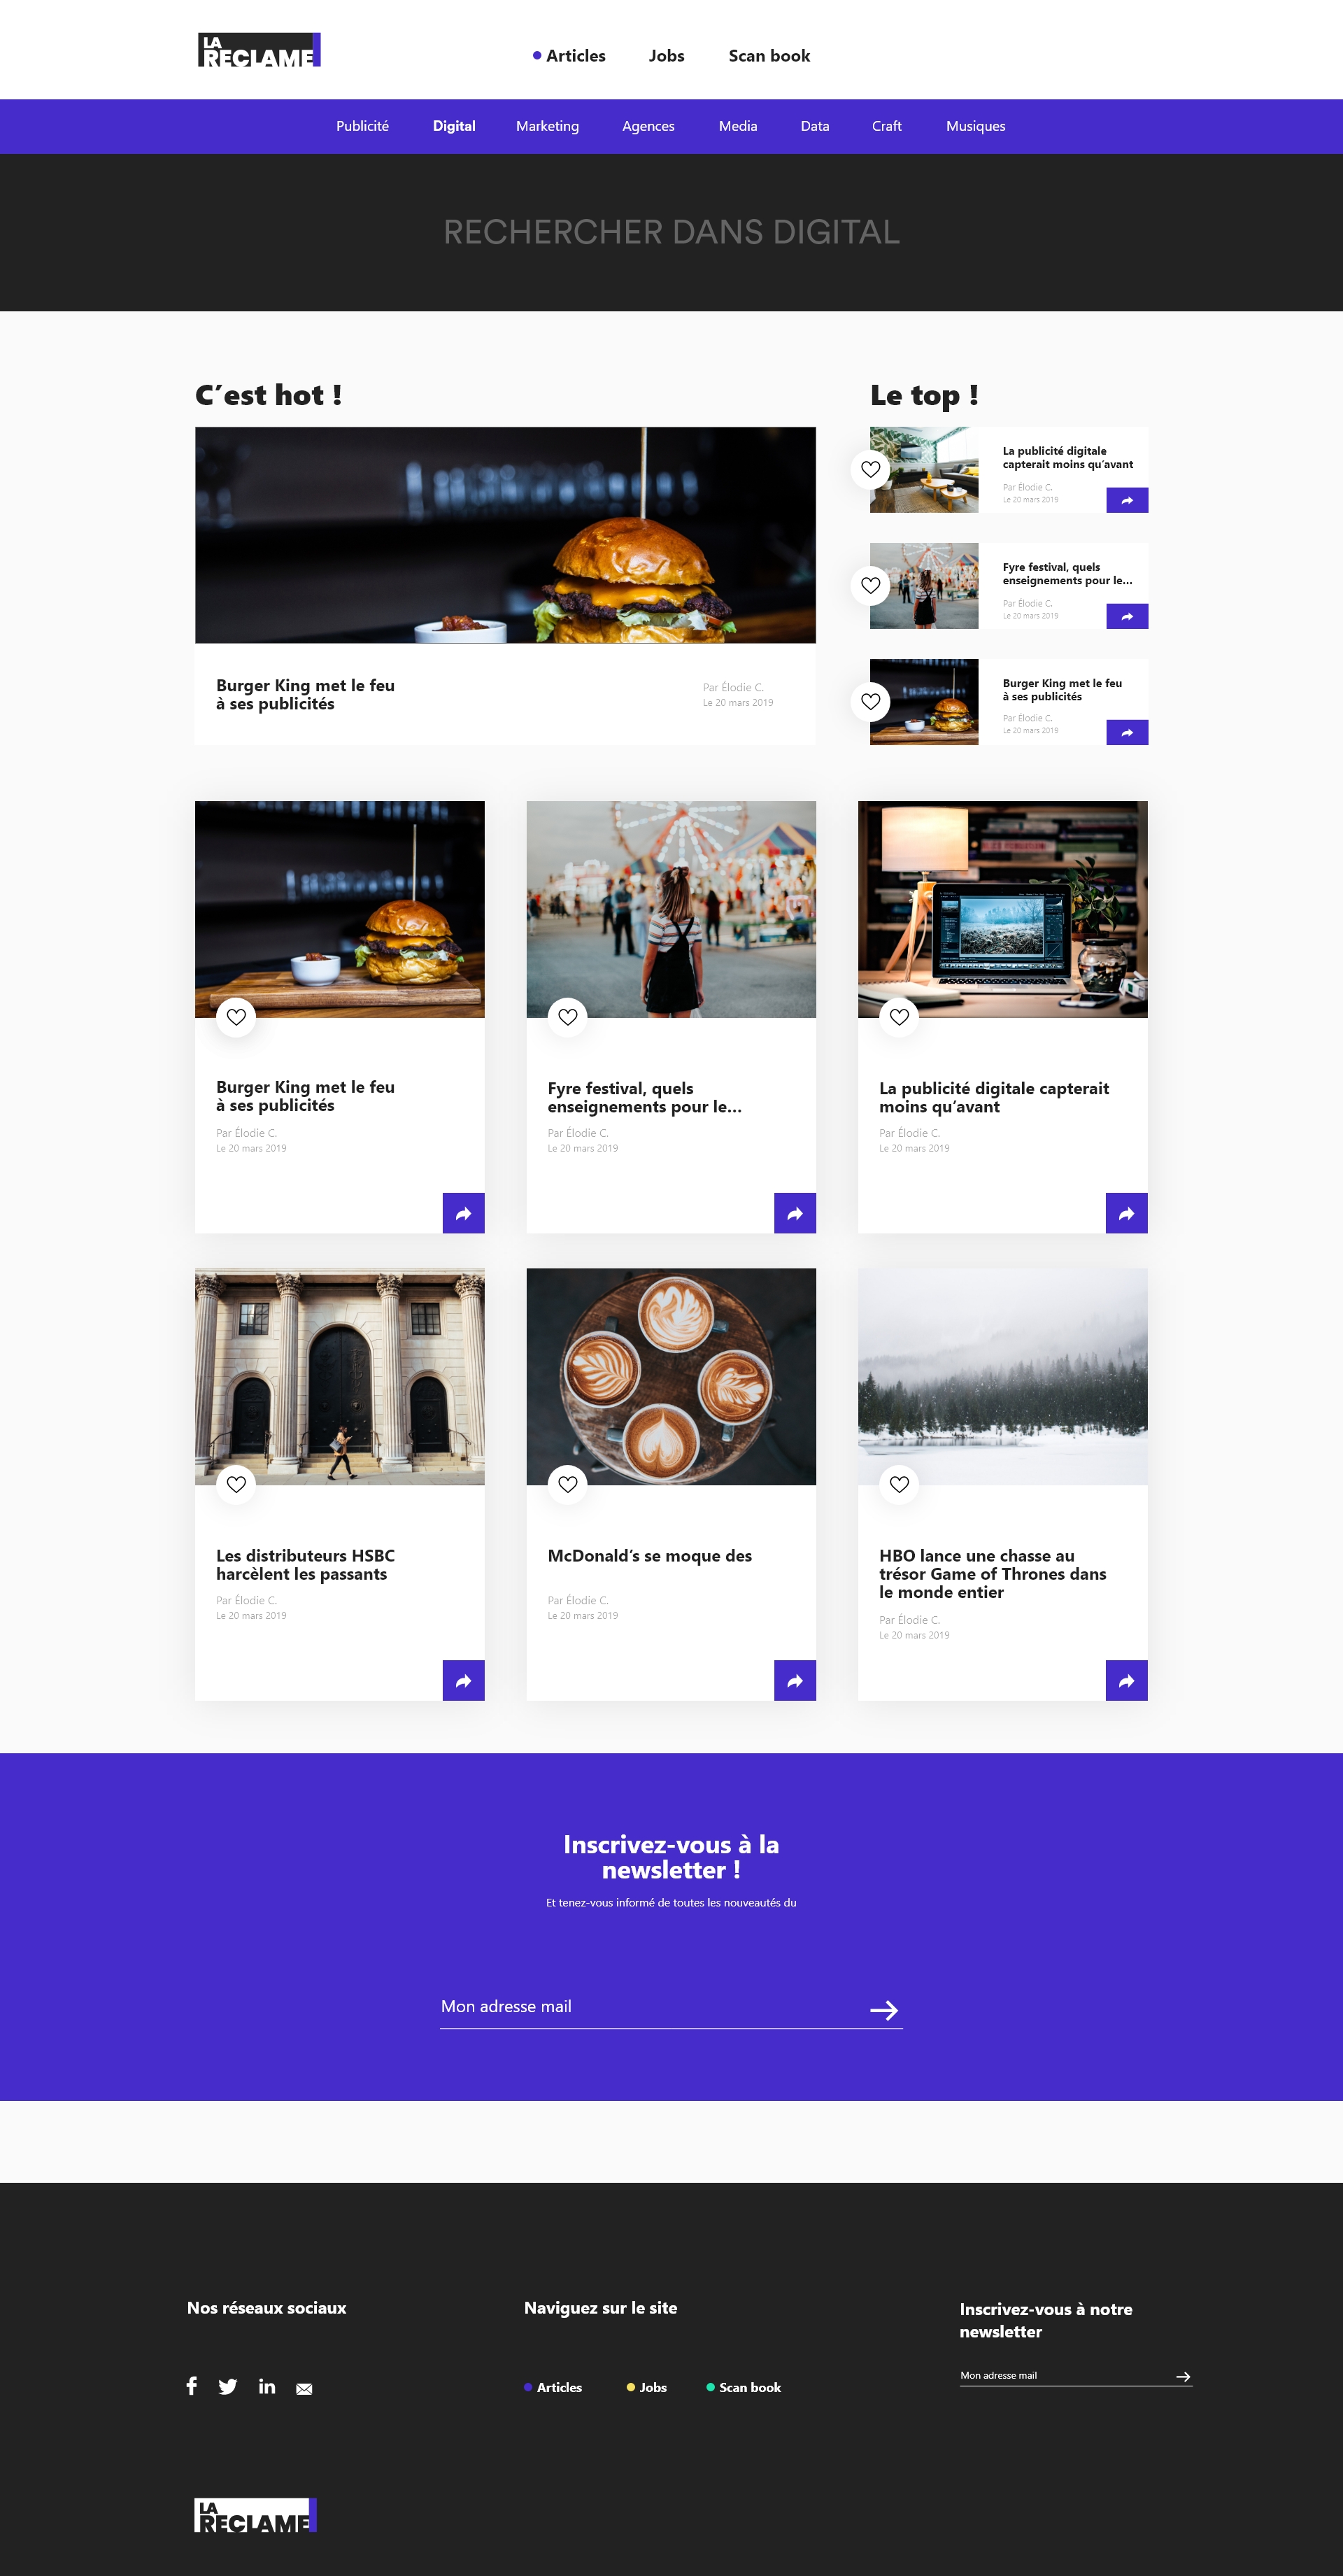 LA
RECLAME
Articles Jobs Scan book
Publicité Digital Marketing Agences Media Data Craft Musiques
RECHERCHER DANS DIGITAL
C’est hot !
Burger King met le feu
à ses publicités
Par Élodie C.
Le 20 mars 2019
Le top !
La publicité digitale
capterait moins qu’avant
Par Élodie C.
Le 20 mars 2019
Fyre festival, quels
enseignements pour le…
Par Élodie C.
Le 20 mars 2019
Burger King met le feu
à ses publicités
Par Élodie C.
Le 20 mars 2019
Burger King met le feu
à ses publicités
Par Élodie C.
Le 20 mars 2019
Fyre festival, quels
enseignements pour le…
Par Élodie C.
Le 20 mars 2019
La publicité digitale capterait
moins qu’avant
Par Élodie C.
Le 20 mars 2019
Les distributeurs HSBC
harcèlent les passants
Par Élodie C.
Le 20 mars 2019
McDonald’s se moque des
Par Élodie C.
Le 20 mars 2019
HBO lance une chasse au
trésor Game of Thrones dans
le monde entier
Par Élodie C.
Le 20 mars 2019
Inscrivez-vous à la
newsletter !
Et tenez-vous informé de toutes les nouveautés du
Mon adresse mail
Nos réseaux sociaux
Naviguez sur le site
Articles Jobs Scan book
Inscrivez-vous à notre
newsletter
Mon adresse mail
LA
RECLAME